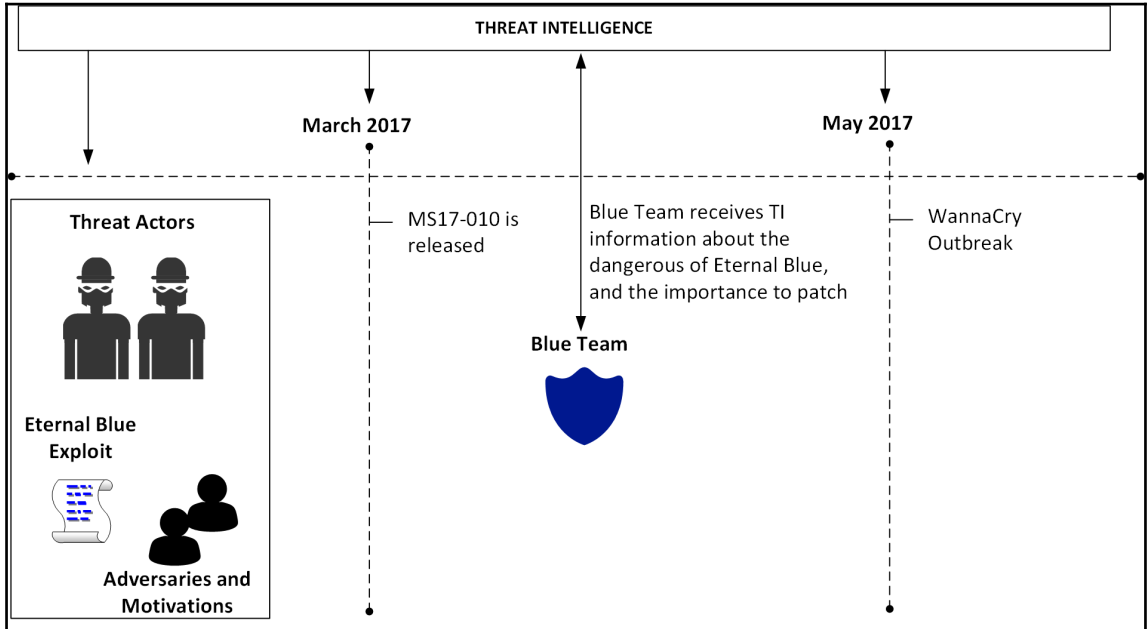 THREAT INTELLIGENCE
March 2017
May 2017
Threat Actors
MS17-010 is
released
Blue Team receives TI
information about the
dangerous of Eternal Blue,
and the importance to patch
WannaCry
Outbreak
Blue Team
Eternal Blue
Exploit
Adversaries and
Motivations